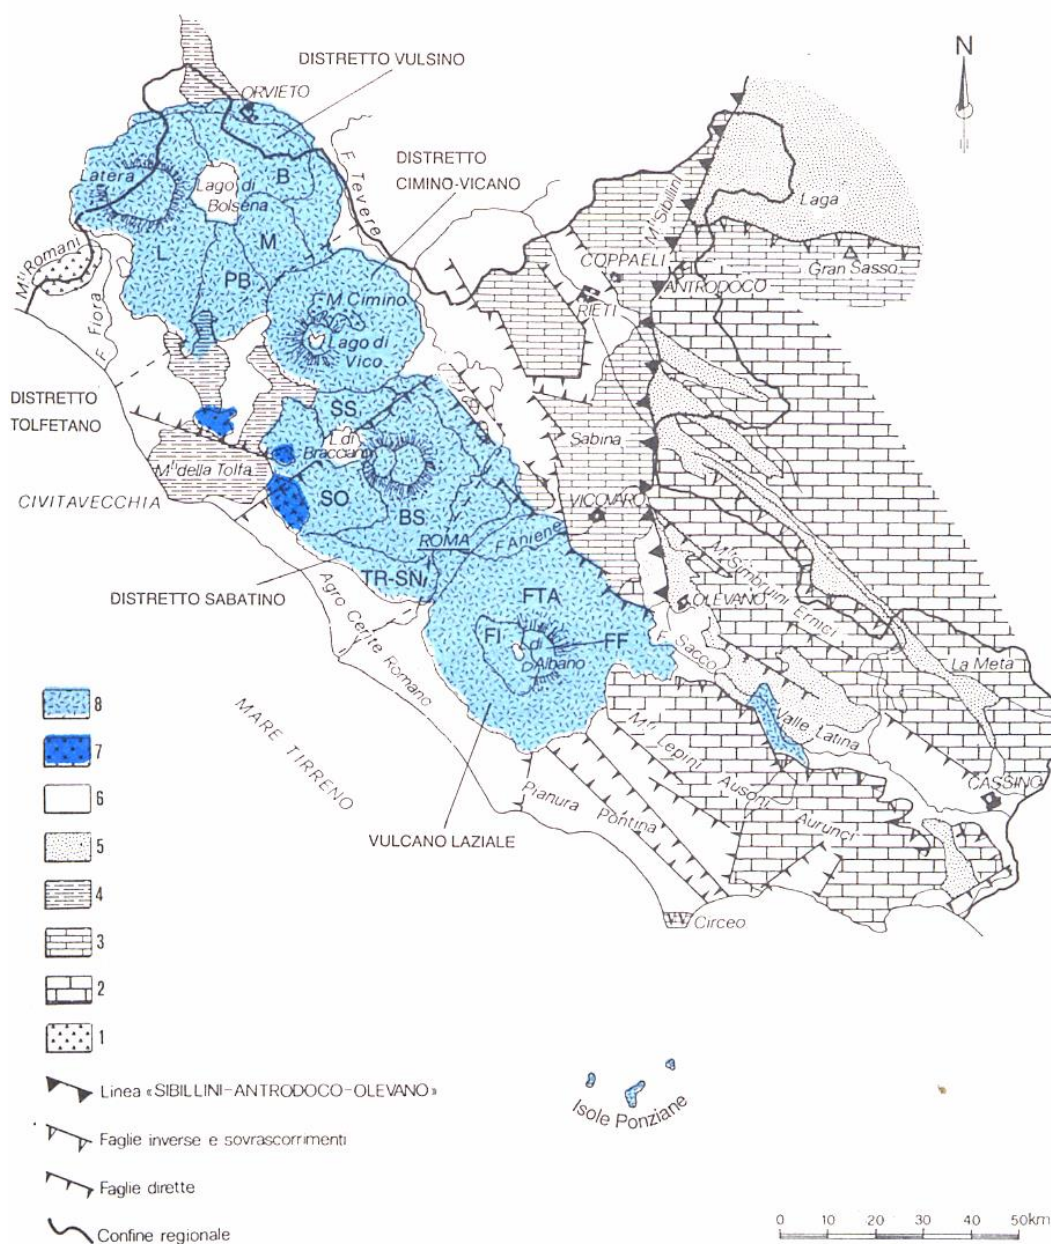 N
DISTRETTO VULSINO
ORVIETO
F. Tevere
DISTRETTO
CIMINO-VICANO
Latera
Lago di
Bolsena
B
M
L
PB
Mti Romani
F. Fiora
M. Cimino
Lago di
Vico
Mti Sibillini
Laga
Gran Sasso
COPPAELI
ANTRODOCO
RIETI
DISTRETTO
TOLFETANO
SS
L. di
Bracciano
Mti della Tolfa
CIVITAVECCHIA
SO
BS
Sabina
VICOVARO
ROMA
F. Aniene
TR-SN
DISTRETTO SABATINO
Agro Cerite Romano
FTA
FI
FF
di
Albano
OLEVANO
Mti Simbruini Ernici
F. Sacco
La Meta
Valle Latina
CASSINO
Mti Lepini Ausoni Aurunci
MARE TIRRENO
Pianura Pontina
VULCANO LAZIALE
Circeo
8
7
6
5
4
3
2
1
Linea «SIBILLINI-ANTRODOCO-OLEVANO»
Faglie inverse e sovrascorrimenti
Faglie dirette
Confine regionale
Isole Ponziane
0 10 20 30 40 50km